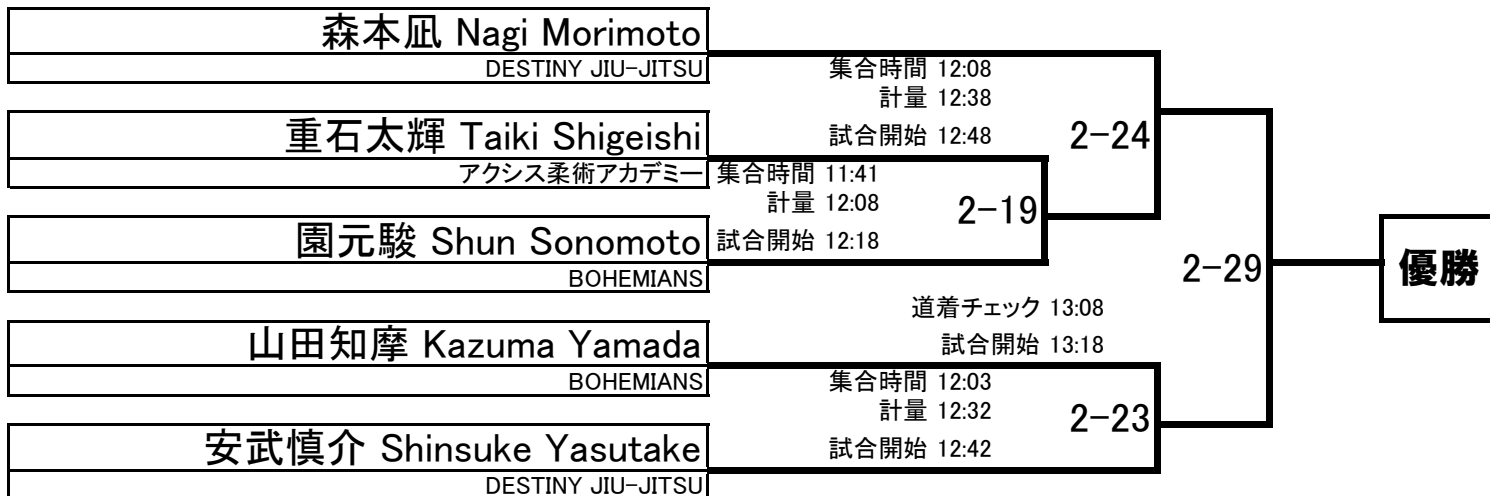 森本凪 Nagi Morimoto
DESTINY JIU-JITSU
集合時間 12:08
計量 12:38
試合開始 12:48
2-24
重石太輝 Taiki Shigeishi
アクシス柔術アカデミー
集合時間 11:41
計量 12:08
試合開始 12:18
2-19
園元駿 Shun Sonomoto
BOHEMIANS
2-29
優勝
道着チェック 13:08
試合開始 13:18
山田知摩 Kazuma Yamada
BOHEMIANS
集合時間 12:03
計量 12:32
試合開始 12:42
2-23
安武慎介 Shinsuke Yasutake
DESTINY JIU-JITSU